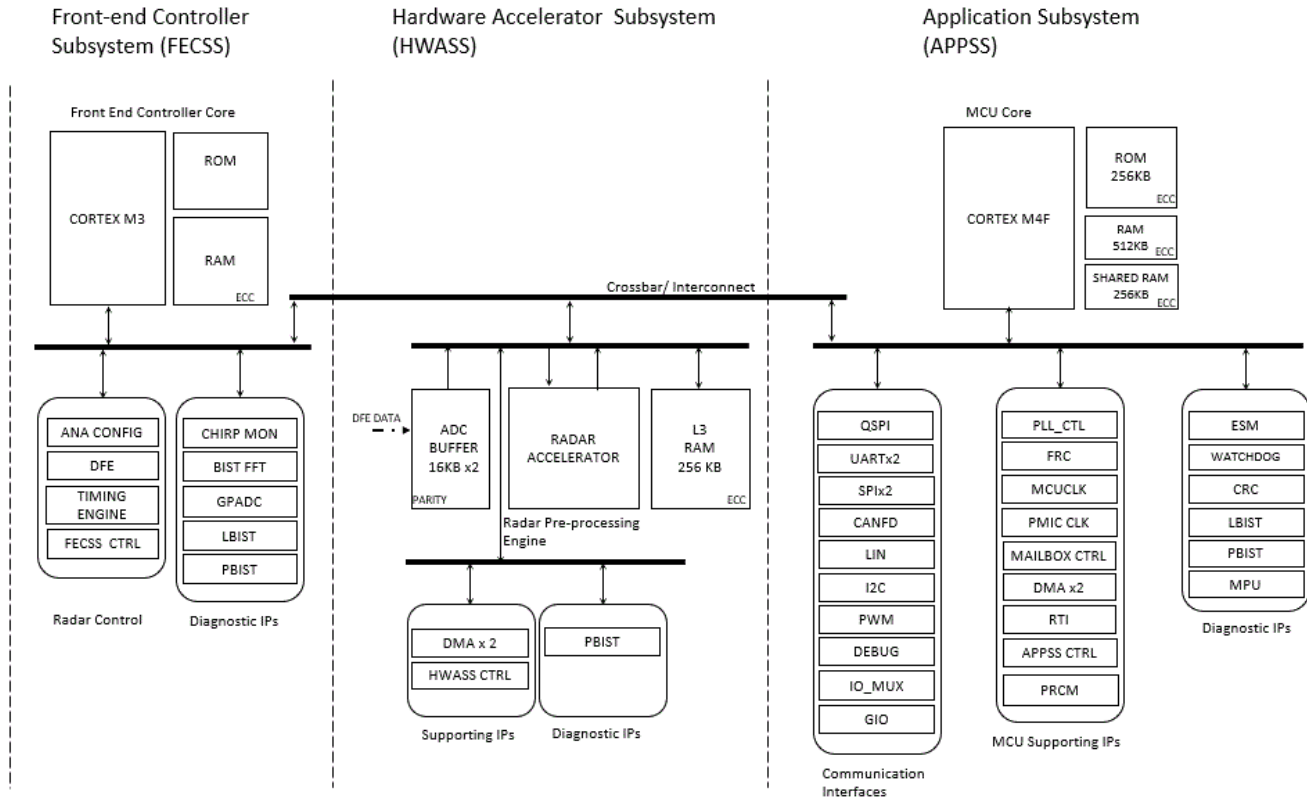 Front-end Controller
Subsystem (FECSS)
Hardware Accelerator Subsystem
(HWASS)
Application Subsystem
(APPSS)
Front End Controller Core
CORTEX M3
ROM
RAM
ECC
MCU Core
CORTEX M4F
ROM
256KB
ECC
RAM
512KB
ECC
SHARED RAM
256KB
ECC
Crossbar/ Interconnect
ANA CONFIG
DFE
TIMING
ENGINE
FECSS CTRL
Radar Control
CHIRP MON
BIST FFT
GPADC
LBIST
PBIST
Diagnostic IPs
DFE DATA
ADC
BUFFER
16KB x2
PARITY
RADAR
ACCELERATOR
L3
RAM
256 KB
ECC
Radar Pre-processing
Engine
DMA x 2
HWASS CTRL
Supporting IPs
PBIST
Diagnostic IPs
QSPI
UARTx2
SPIx2
CANFD
LIN
I2C
PWM
DEBUG
IO_MUX
GIO
Communication
Interfaces
PLL_CTL
FRC
MCUCLK
PMIC CLK
MAILBOX CTRL
DMA x2
RTI
APPSS CTRL
PRCM
MCU Supporting IPs
ESM
WATCHDOG
CRC
LBIST
PBIST
MPU
Diagnostic IPs